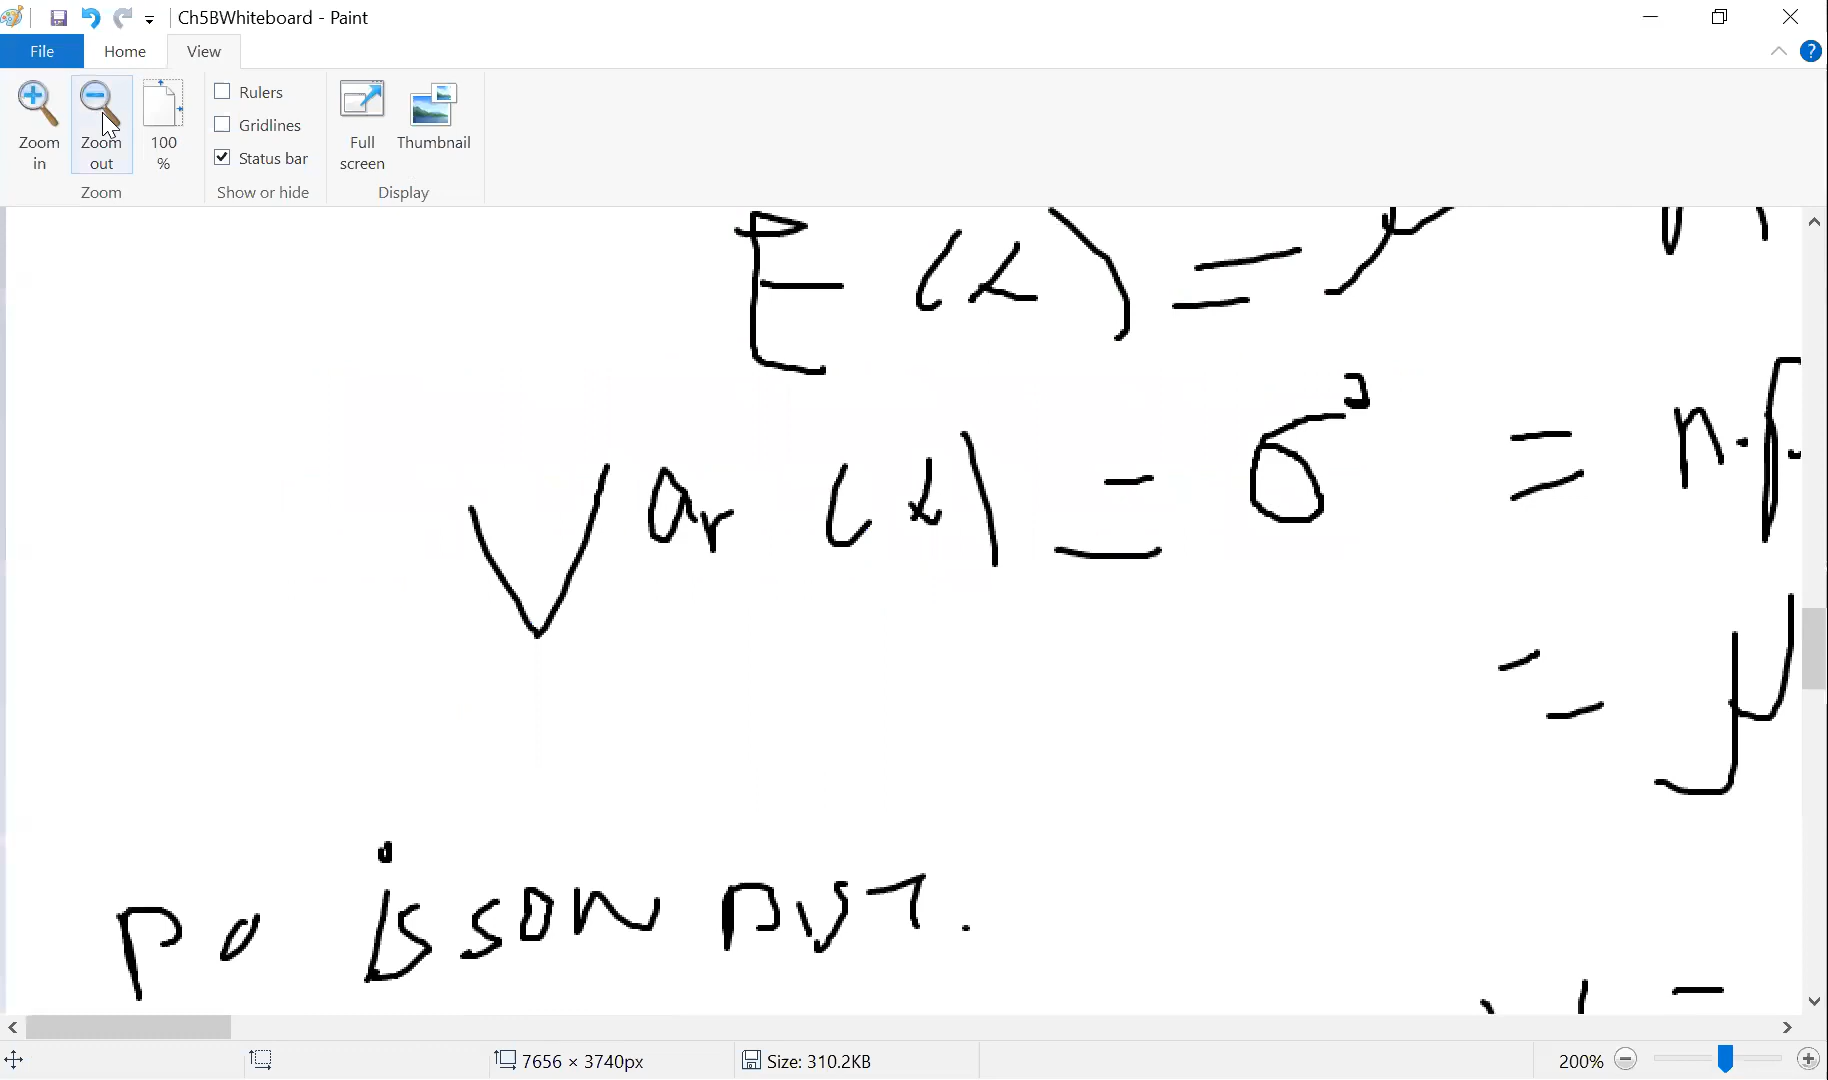 Ch5BWhiteboard - Paint
File Home View
Zoom in
Zoom out
100 %
Rulers
Gridlines
Status bar
Full screen
Thumbnail
Zoom
Show or hide
Display
E(x) = μ
Var(x) = σ² = n·p·
= μ
Poisson Dist.
7656 × 3740px
Size: 310.2KB
200%